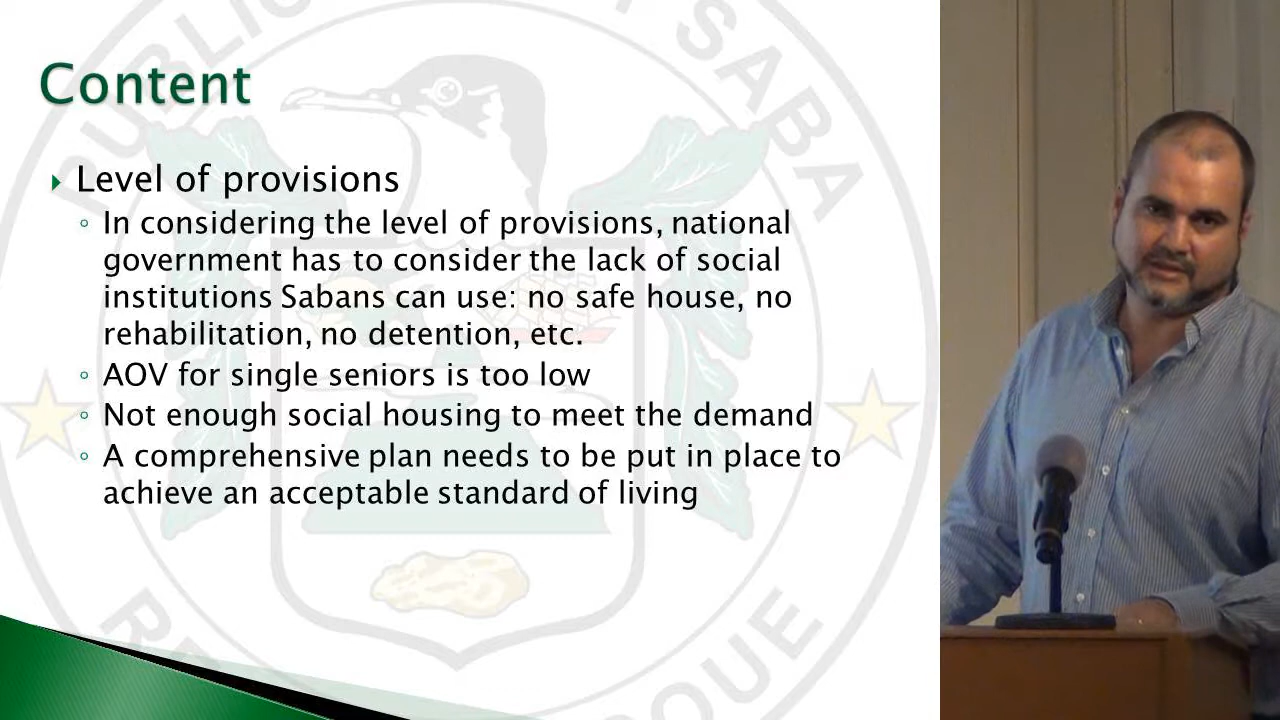 PUBLIC SABA
Content
Level of provisions
In considering the level of provisions, national
government has to consider the lack of social
institutions Sabans can use: no safe house, no
rehabilitation, no detention, etc.
AOV for single seniors is too low
Not enough social housing to meet the demand
A comprehensive plan needs to be put in place to
achieve an acceptable standard of living